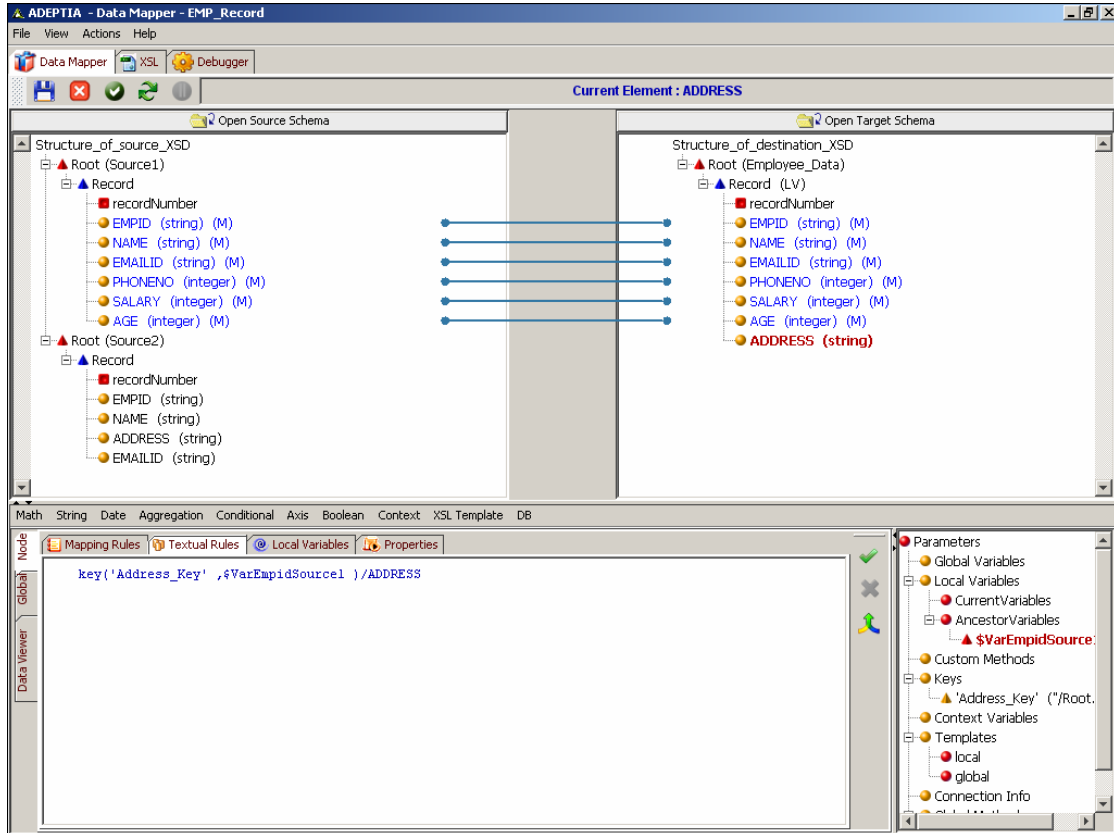 ADEPTIA - Data Mapper - EMP_Record
File View Actions Help
Data Mapper XSL Debugger
Current Element : ADDRESS
Open Source Schema
Open Target Schema
Structure_of_source_XSD
Root (Source1)
Record
recordNumber
EMPID (string) (M)
NAME (string) (M)
EMAILID (string) (M)
PHONENO (integer) (M)
SALARY (integer) (M)
AGE (integer) (M)
Root (Source2)
Record
recordNumber
EMPID (string)
NAME (string)
ADDRESS (string)
EMAILID (string)
Structure_of_destination_XSD
Root (Employee_Data)
Record (LV)
recordNumber
EMPID (string) (M)
NAME (string) (M)
EMAILID (string) (M)
PHONENO (integer) (M)
SALARY (integer) (M)
AGE (integer) (M)
ADDRESS (string)
Math String Date Aggregation Conditional Axis Boolean Context XSL Template DB
Node
Global
Data Viewer
Mapping Rules Textual Rules Local Variables Properties
key('Address_Key' ,$VarEmpidSource1 )/ADDRESS
Parameters
Global Variables
Local Variables
CurrentVariables
AncestorVariables
$VarEmpidSource1
Custom Methods
Keys
'Address_Key' ("/Root.
Context Variables
Templates
local
global
Connection Info